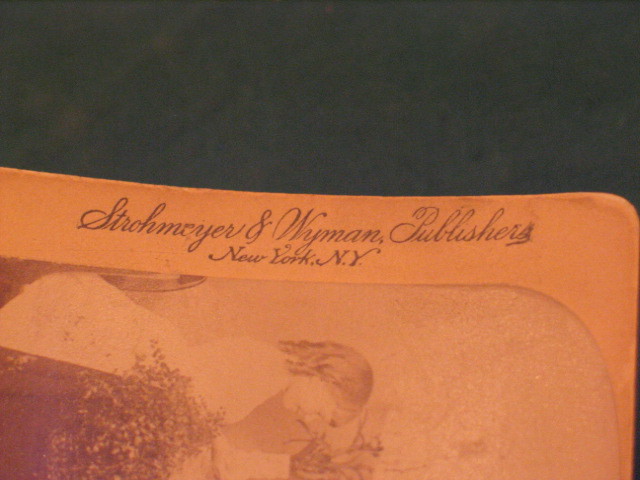 Strohmeyer & Wyman, Publishers
New York, N.Y.